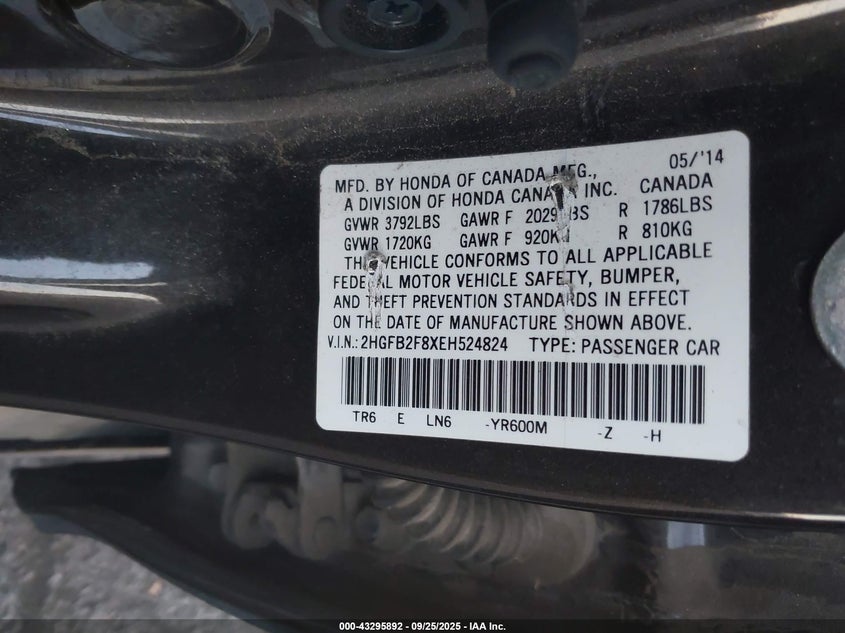 MFD. BY HONDA OF CANADA MFG., 05/'14
A DIVISION OF HONDA CANADA INC. CANADA
GVWR 3792LBS GAWR F 2029LBS R 1786LBS
GVWR 1720KG GAWR F 920KG R 810KG
THIS VEHICLE CONFORMS TO ALL APPLICABLE
FEDERAL MOTOR VEHICLE SAFETY, BUMPER,
AND THEFT PREVENTION STANDARDS IN EFFECT
ON THE DATE OF MANUFACTURE SHOWN ABOVE.
V.I.N.: 2HGFB2F8XEH524824 TYPE: PASSENGER CAR
TR6 E LN6 -YR600M -Z -H
000-43295892 - 09/25/2025 - IAA Inc.